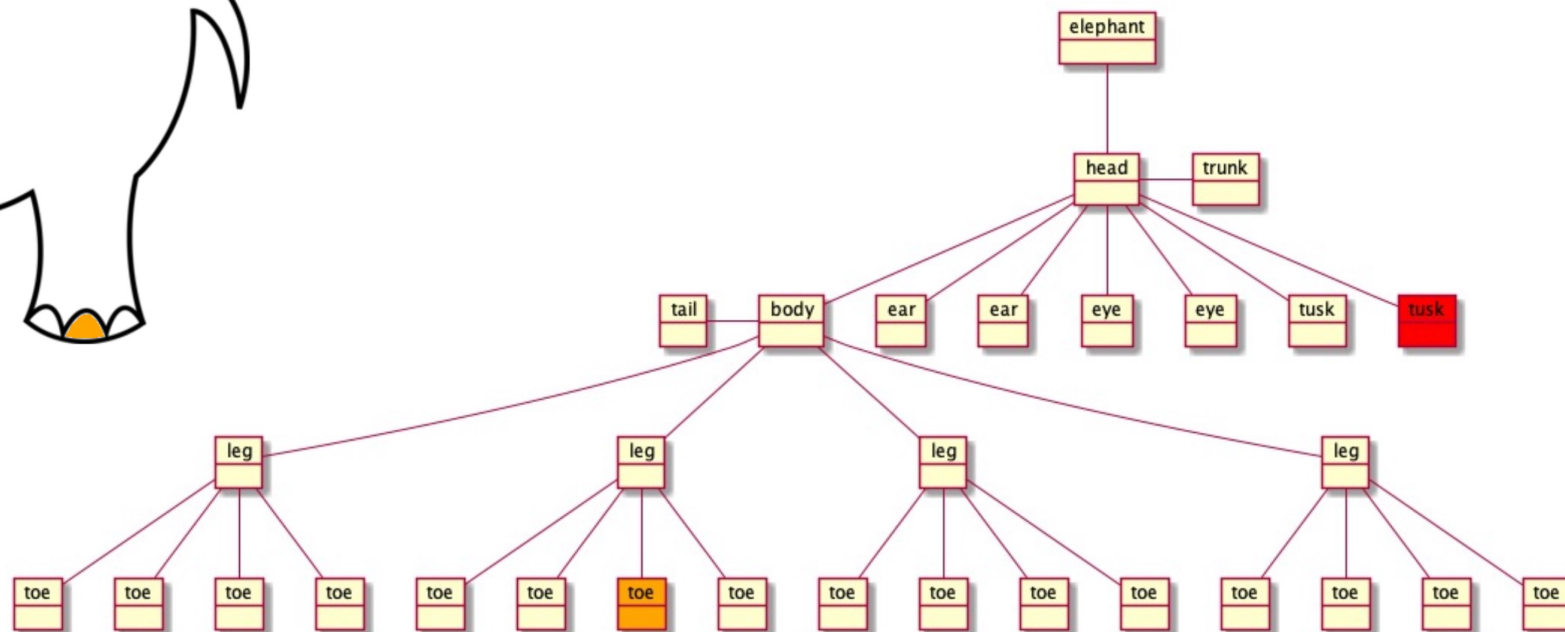 elephant
head trunk
tail body ear ear eye eye tusk tusk
leg leg leg leg
toe toe toe toe toe toe toe toe toe toe toe toe toe toe toe toe